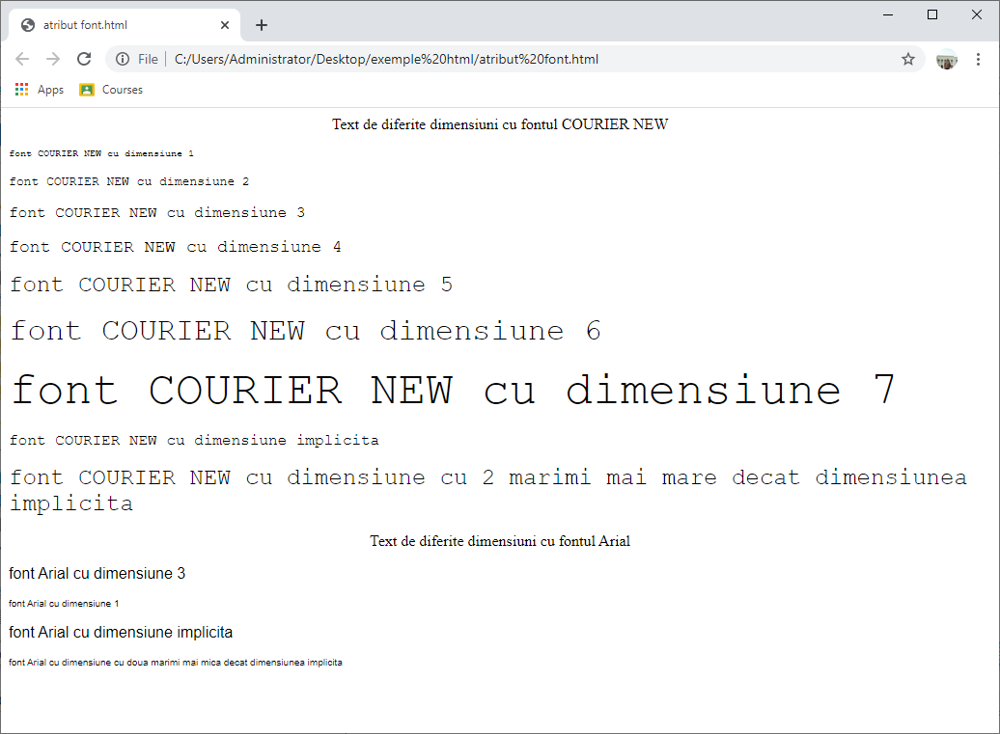 atribut font.html
File
C:/Users/Administrator/Desktop/exemple%20html/atribut%20font.html
Apps
Courses
Text de diferite dimensiuni cu fontul COURIER NEW
font COURIER NEW cu dimensiune 1
font COURIER NEW cu dimensiune 2
font COURIER NEW cu dimensiune 3
font COURIER NEW cu dimensiune 4
font COURIER NEW cu dimensiune 5
font COURIER NEW cu dimensiune 6
font COURIER NEW cu dimensiune 7
font COURIER NEW cu dimensiune implicita
font COURIER NEW cu dimensiune cu 2 marimi mai mare decat dimensiunea
implicita
Text de diferite dimensiuni cu fontul Arial
font Arial cu dimensiune 3
font Arial cu dimensiune 1
font Arial cu dimensiune implicita
font Arial cu dimensiune cu doua marimi mai mica decat dimensiunea implicita